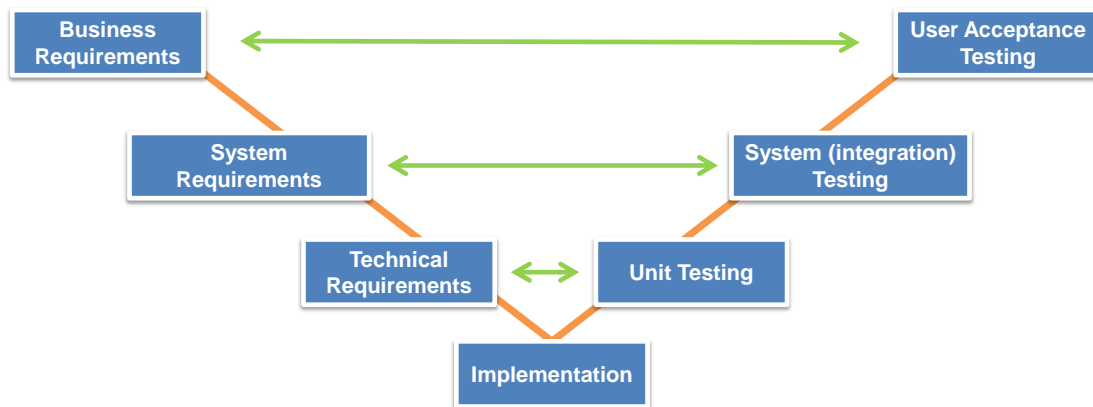 Business
Requirements
User Acceptance
Testing
System
Requirements
System (integration)
Testing
Technical
Requirements
Unit Testing
Implementation